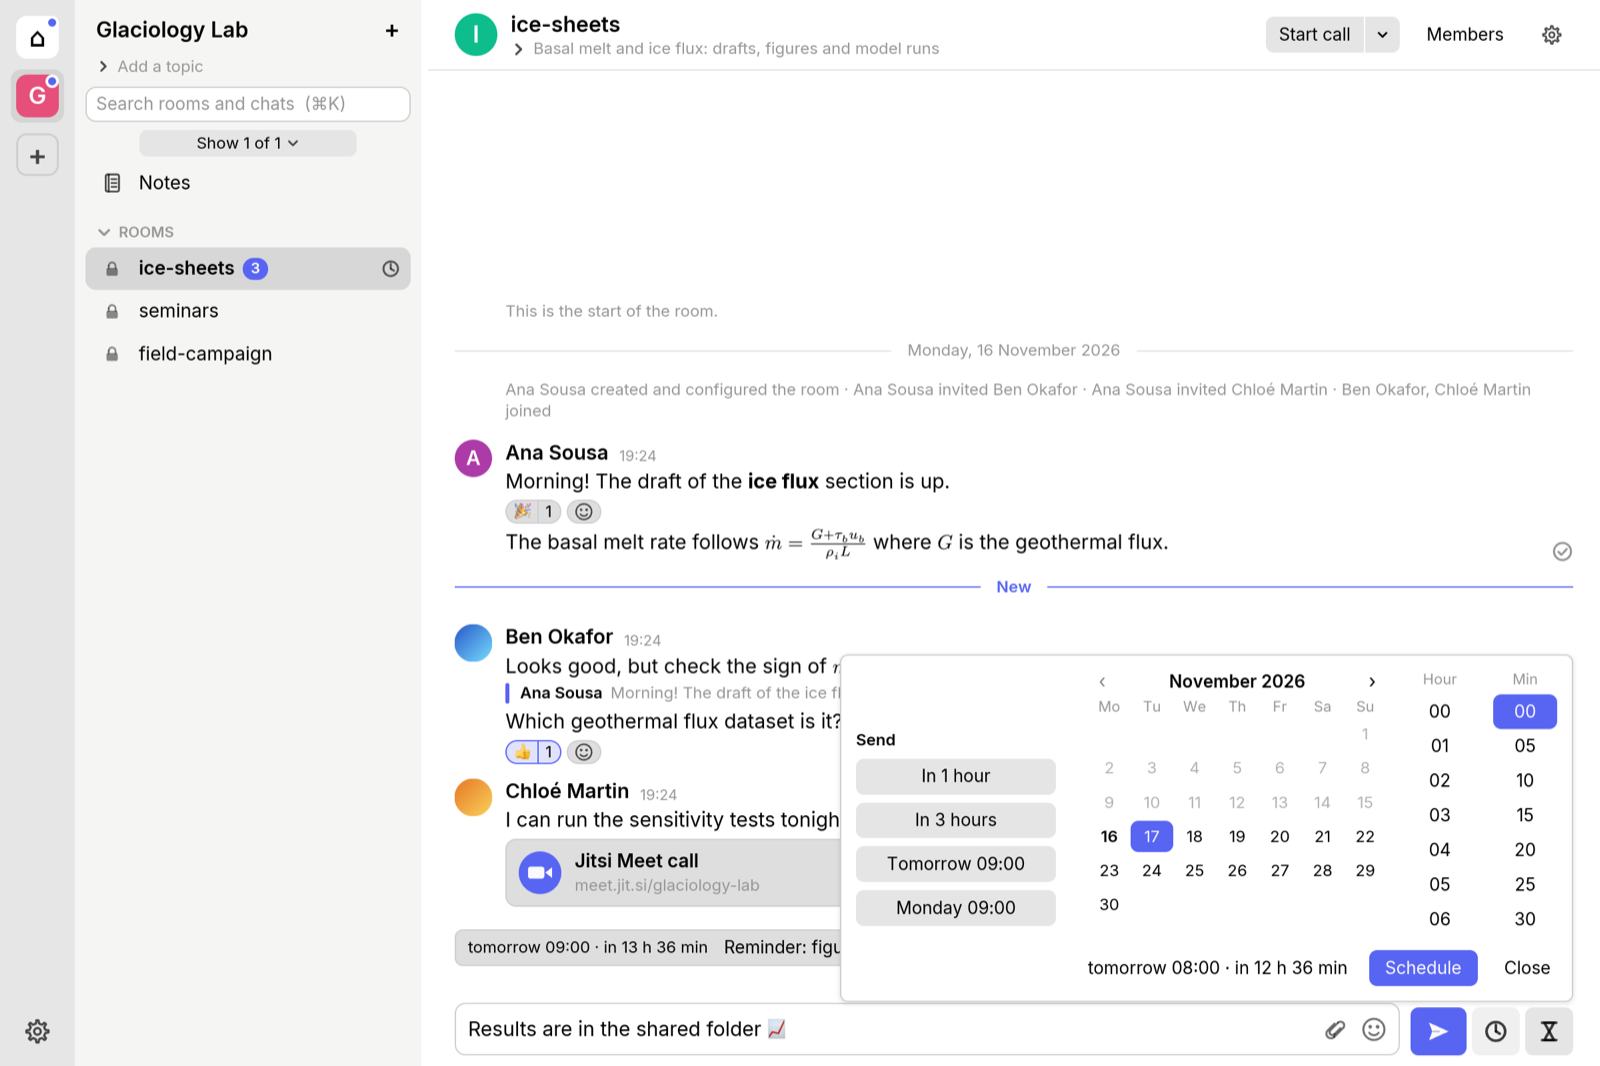 G
Glaciology Lab
Add a topic
Search rooms and chats (⌘K)
Show 1 of 1
Notes
ROOMS
ice-sheets 3
seminars
field-campaign
I
ice-sheets
Basal melt and ice flux: drafts, figures and model runs
Start call
Members
This is the start of the room.
Monday, 16 November 2026
Ana Sousa created and configured the room · Ana Sousa invited Ben Okafor · Ana Sousa invited Chloé Martin · Ben Okafor, Chloé Martin
joined
A
Ana Sousa 19:24
Morning! The draft of the ice flux section is up.
🎉 1
The basal melt rate follows ṁ = (G+τ_b u_b)/(ρ_i L) where G is the geothermal flux.
New
Ben Okafor 19:24
Looks good, but check the sign of
Ana Sousa Morning! The draft of the ice fl
Which geothermal flux dataset is it?
👍 1
Chloé Martin 19:24
I can run the sensitivity tests tonigh
Jitsi Meet call
meet.jit.si/glaciology-lab
tomorrow 09:00 · in 13 h 36 min Reminder: figu
Send
In 1 hour
In 3 hours
Tomorrow 09:00
Monday 09:00
‹ November 2026 ›
Mo Tu We Th Fr Sa Su
1
2 3 4 5 6 7 8
9 10 11 12 13 14 15
16 17 18 19 20 21 22
23 24 25 26 27 28 29
30
Hour Min
00 00
01 05
02 10
03 15
04 20
05 25
06 30
tomorrow 08:00 · in 12 h 36 min
Schedule
Close
Results are in the shared folder 📈